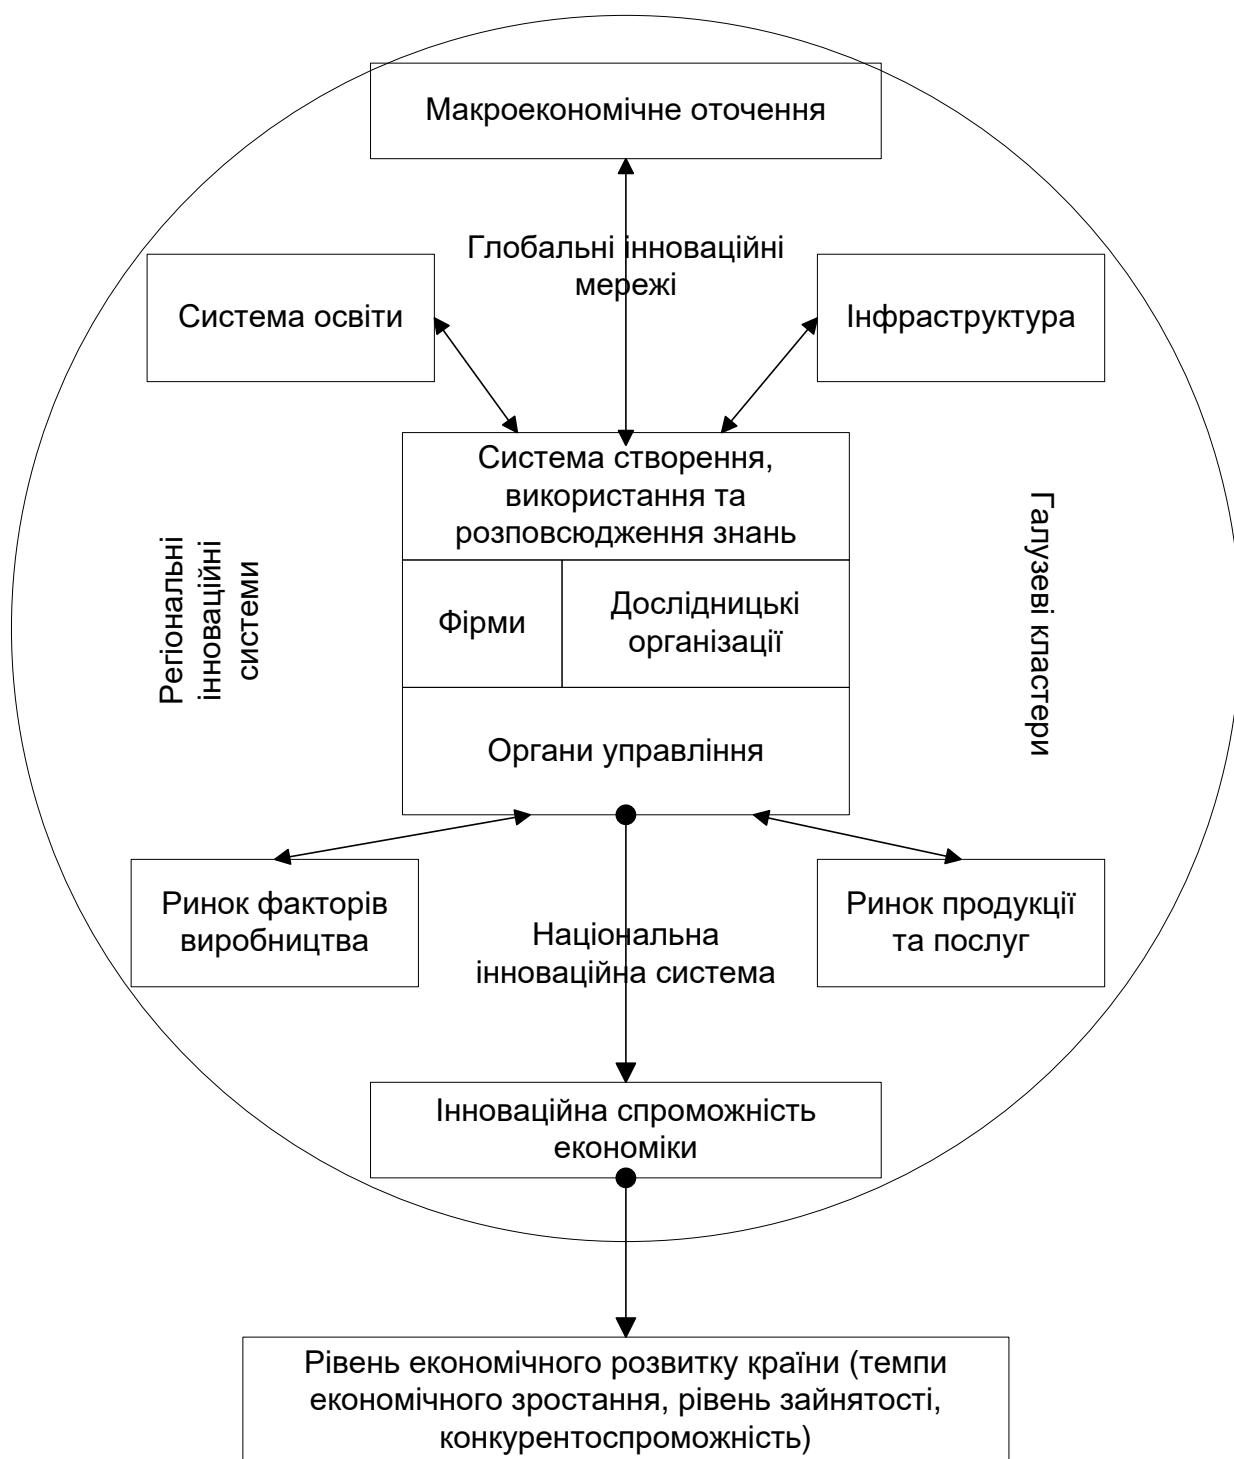 Макроекономічне оточення
Глобальні інноваційні
мережі
Система освіти
Інфраструктура
Система створення,
використання та
розповсюдження знань
Регіональні
інноваційні
системи
Фірми
Дослідницькі
організації
Галузеві кластери
Органи управління
Ринок факторів
виробництва
Національна
інноваційна система
Ринок продукції
та послуг
Інноваційна спроможність
економіки
Рівень економічного розвитку країни (темпи
економічного зростання, рівень зайнятості,
конкурентоспроможність)